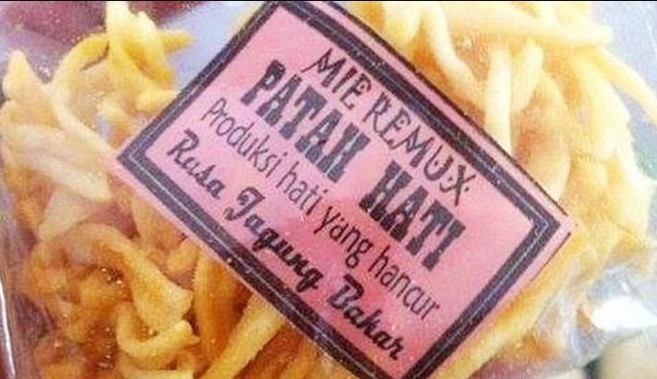 MIE REMUX
PATAH HATI
Produksi hati yang hancur
Rasa Jagung Bakar